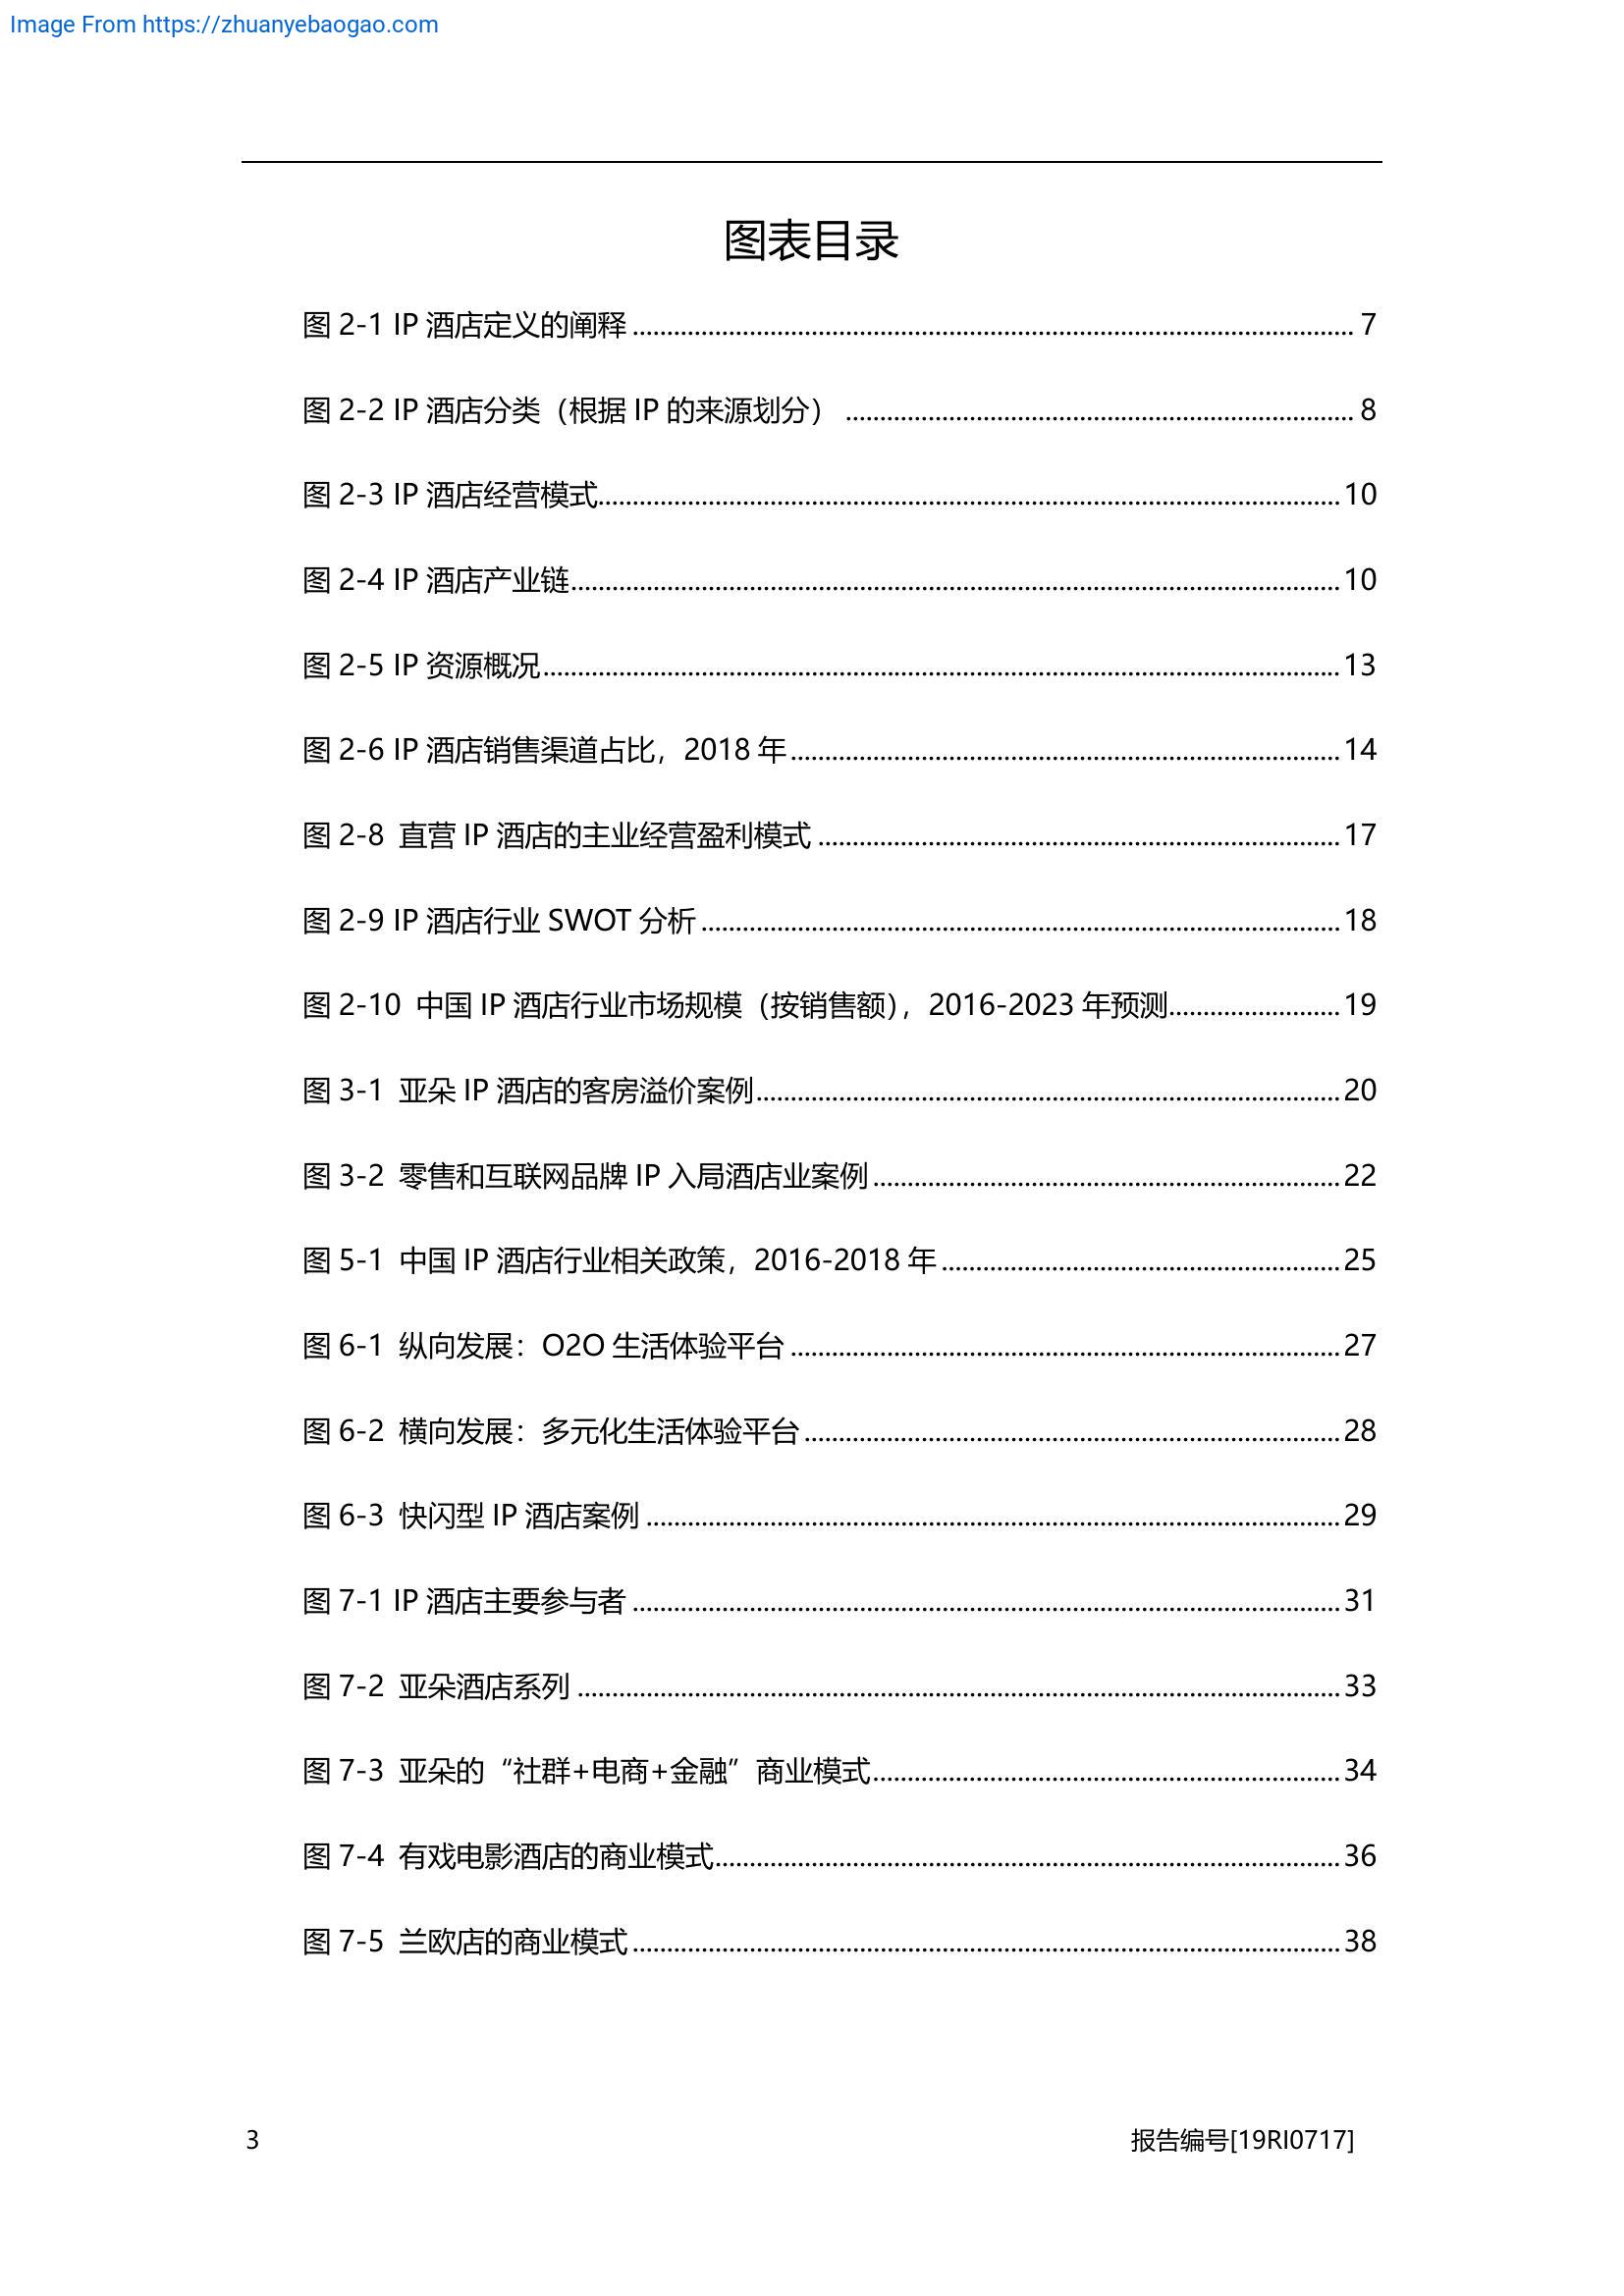 Image From https://zhuanyebaogao.com
图表目录
图 2-1 IP 酒店定义的阐释 ........................................ 7
图 2-2 IP 酒店分类（根据 IP 的来源划分） ........................................ 8
图 2-3 IP 酒店经营模式........................................ 10
图 2-4 IP 酒店产业链........................................ 10
图 2-5 IP 资源概况........................................ 13
图 2-6 IP 酒店销售渠道占比，2018 年........................................ 14
图 2-8 直营 IP 酒店的主业经营盈利模式 ........................................ 17
图 2-9 IP 酒店行业 SWOT 分析 ........................................ 18
图 2-10 中国 IP 酒店行业市场规模（按销售额），2016-2023 年预测......................... 19
图 3-1 亚朵 IP 酒店的客房溢价案例........................................ 20
图 3-2 零售和互联网品牌 IP 入局酒店业案例 ........................................ 22
图 5-1 中国 IP 酒店行业相关政策，2016-2018 年 ........................................ 25
图 6-1 纵向发展：O2O 生活体验平台 ........................................ 27
图 6-2 横向发展：多元化生活体验平台 ........................................ 28
图 6-3 快闪型 IP 酒店案例 ........................................ 29
图 7-1 IP 酒店主要参与者 ........................................ 31
图 7-2 亚朵酒店系列 ........................................ 33
图 7-3 亚朵的“社群+电商+金融”商业模式........................................ 34
图 7-4 有戏电影酒店的商业模式........................................ 36
图 7-5 兰欧店的商业模式 ........................................ 38
3 报告编号[19RI0717]